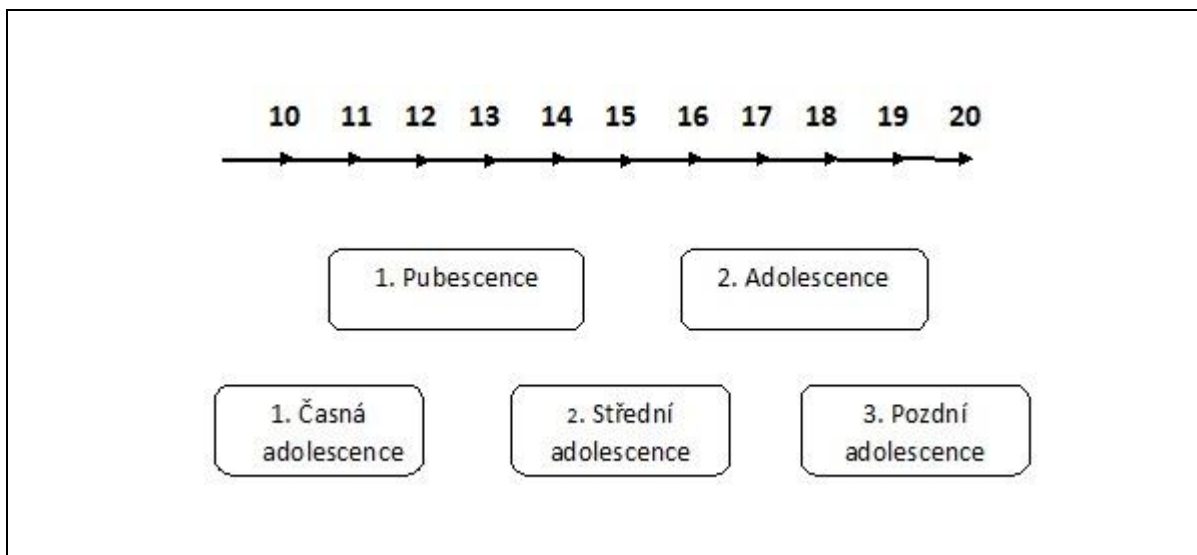 10 11 12 13 14 15 16 17 18 19 20
1. Pubescence 2. Adolescence
1. Časná 2. Střední 3. Pozdní
adolescence adolescence adolescence